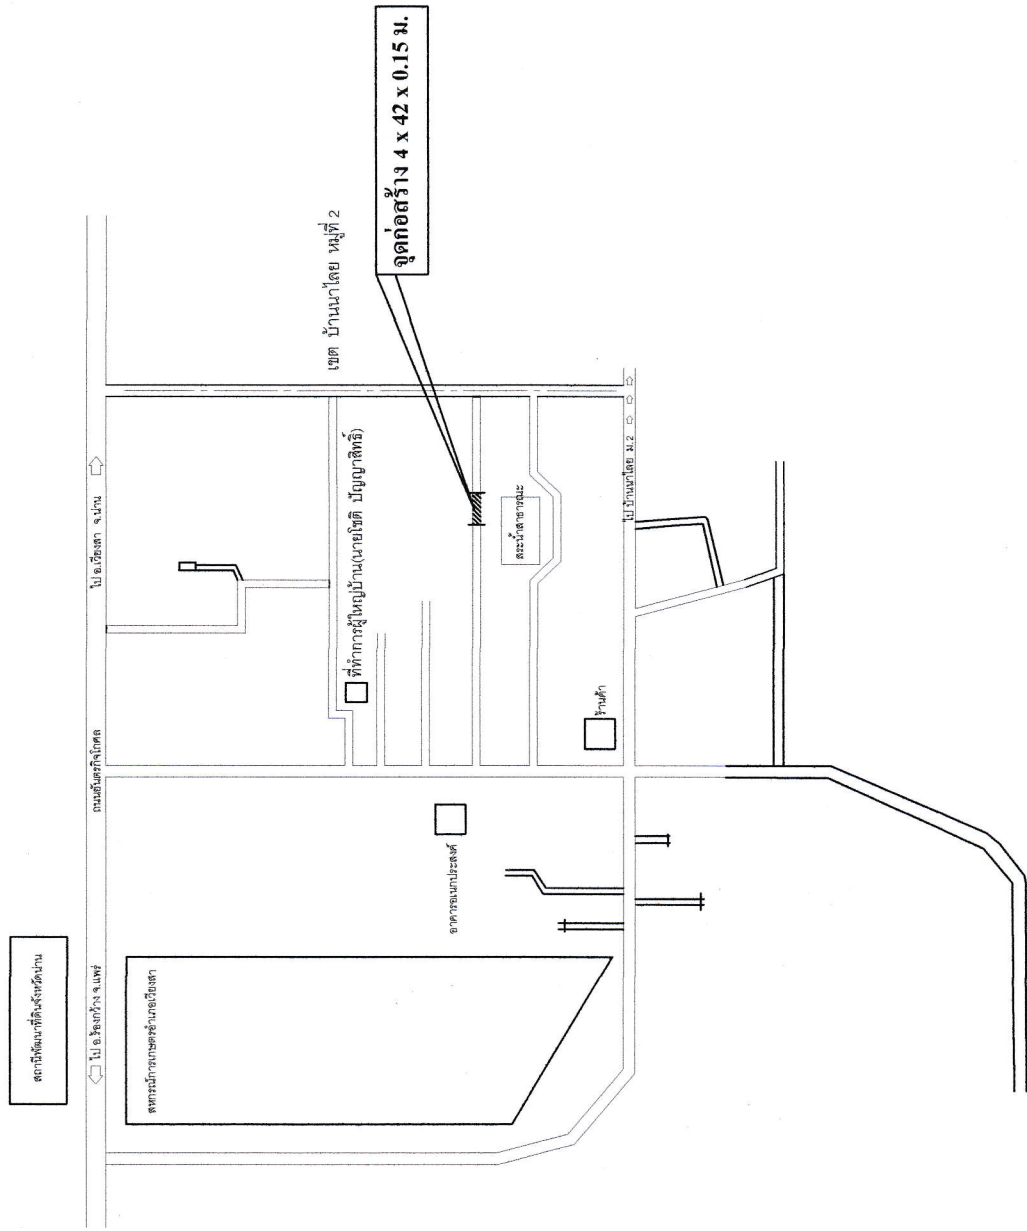 สถานีพัฒนาที่ดินจังหวัดน่าน
ไป อ.ร้องกวาง จ.แพร่
ถนนยันตรกิจโกศล
ไป อ.เวียงสา จ.น่าน
สหกรณ์การเกษตรอำเภอเวียงสา
เขต บ้านนาไลย หมู่ที่ 2
ที่ทำการผู้ใหญ่บ้าน(นายโชติ ปัญญาสิทธิ์)
จุดก่อสร้าง 4 x 42 x 0.15 ม.
อาคารอเนกประสงค์
สระน้ำสาธารณะ
ร้านค้า
ไป บ้านนาไลย ม.2